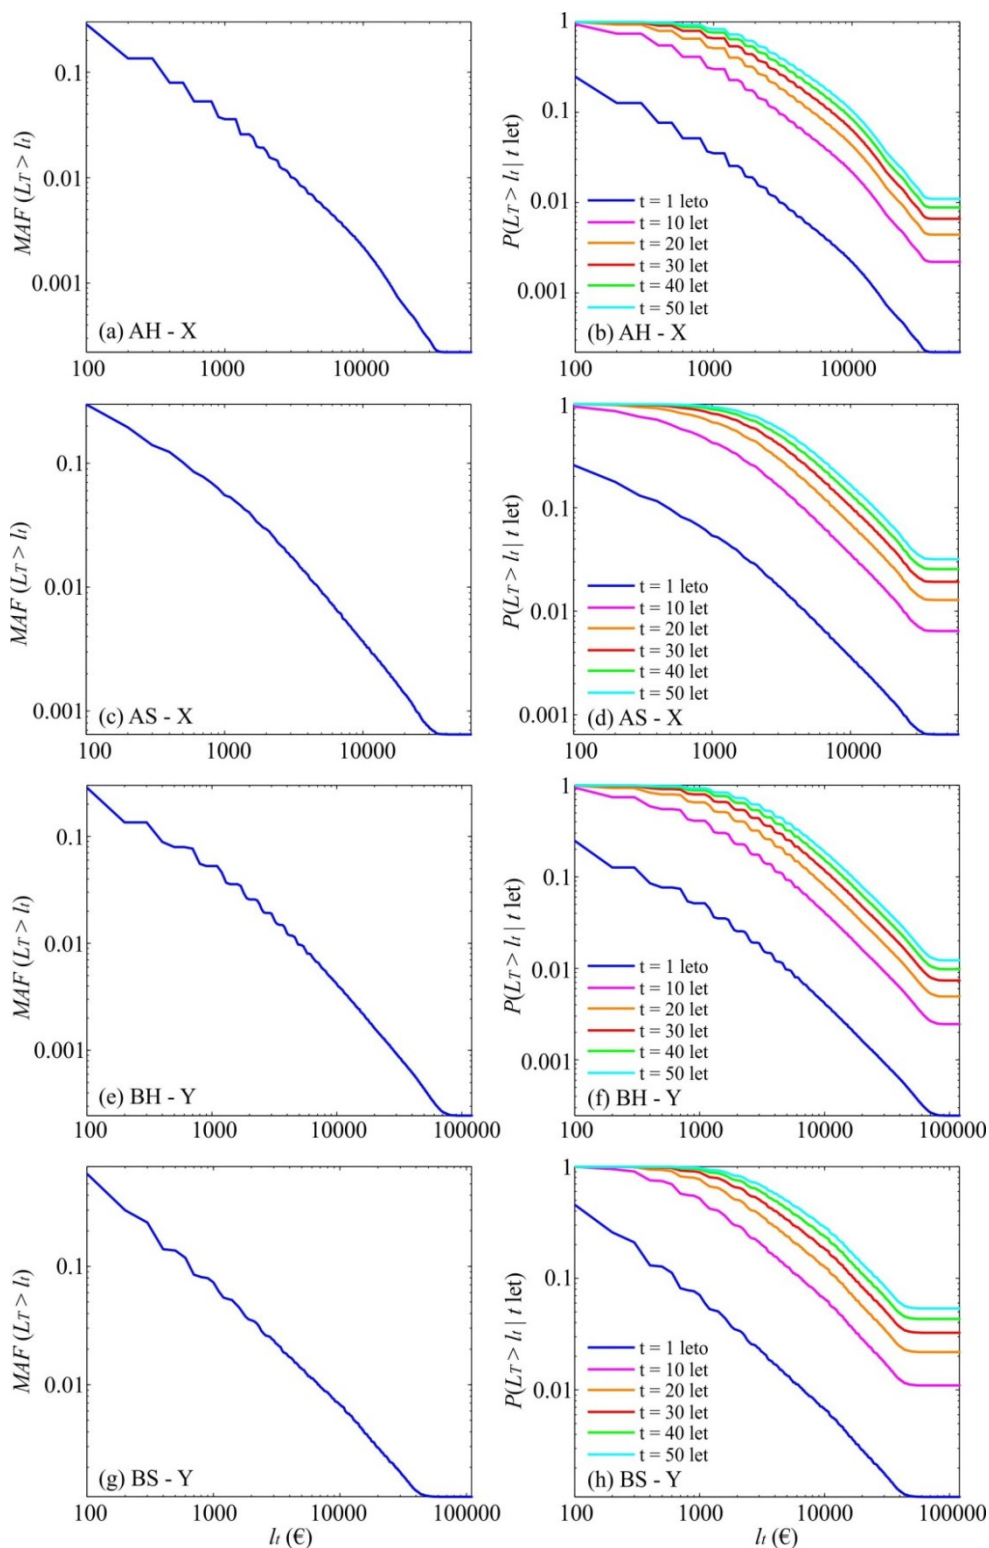 MAF (LT > lt)
0.1
0.01
0.001
(a) AH - X
100
1000
10000
P(LT > lt | t let)
1
0.1
0.01
0.001
t = 1 leto
t = 10 let
t = 20 let
t = 30 let
t = 40 let
t = 50 let
(b) AH - X
100
1000
10000
MAF (LT > lt)
0.1
0.01
0.001
(c) AS - X
100
1000
10000
P(LT > lt | t let)
1
0.1
0.01
0.001
t = 1 leto
t = 10 let
t = 20 let
t = 30 let
t = 40 let
t = 50 let
(d) AS - X
100
1000
10000
MAF (LT > lt)
0.1
0.01
0.001
(e) BH - Y
100
1000
10000
100000
P(LT > lt | t let)
1
0.1
0.01
0.001
t = 1 leto
t = 10 let
t = 20 let
t = 30 let
t = 40 let
t = 50 let
(f) BH - Y
100
1000
10000
100000
MAF (LT > lt)
0.1
0.01
(g) BS - Y
100
1000
10000
100000
lt (€)
P(LT > lt | t let)
1
0.1
0.01
t = 1 leto
t = 10 let
t = 20 let
t = 30 let
t = 40 let
t = 50 let
(h) BS - Y
100
1000
10000
100000
lt (€)